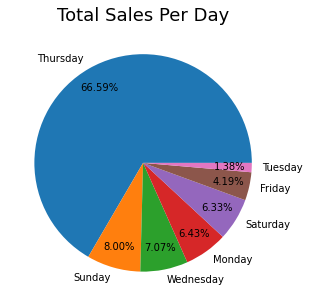 Total Sales Per Day
Thursday
66.59%
Tuesday
1.38%
4.19%
Friday
6.33%
Saturday
6.43%
8.00%
7.07%
Monday
Sunday
Wednesday